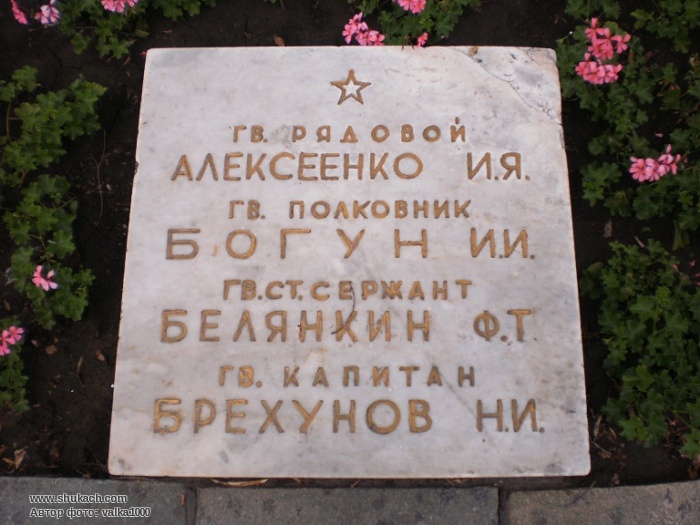 ГВ. РЯДОВОЙ
АЛЕКСЕЕНКО И.Я.
ГВ. ПОЛКОВНИК
БОГУН И.И.
ГВ.СТ.СЕРЖАНТ
БЕЛЯНКИН Ф.Т
ГВ. КАПИТАН
БРЕХУНОВ Н.И.
www.shukach.com
Автор фото: valka1000